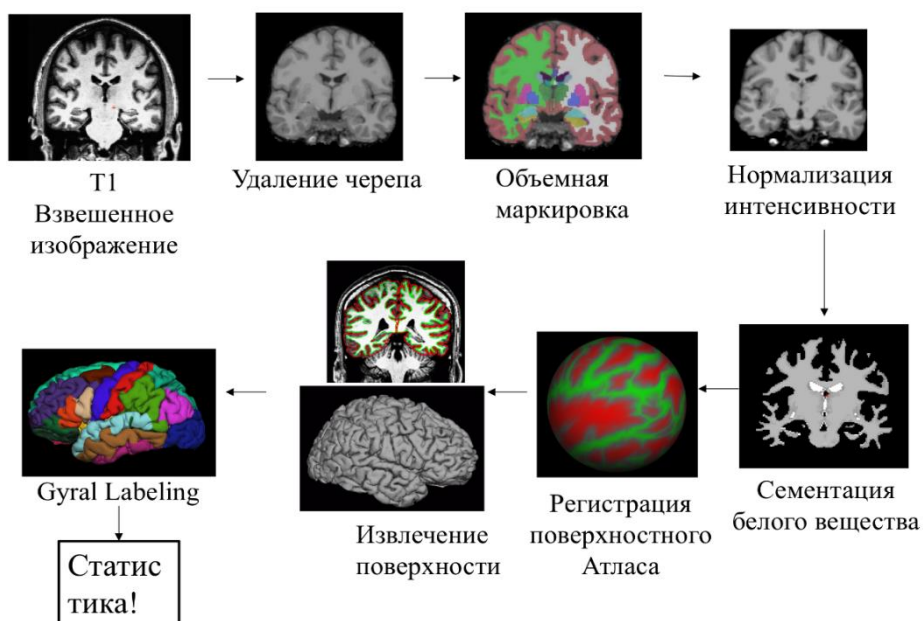 Т1
Взвешенное
изображение
Удаление черепа
Объемная
маркировка
Нормализация
интенсивности
Сементация
белого вещества
Регистрация
поверхностного
Атласа
Извлечение
поверхности
Gyral Labeling
Статис
тика!